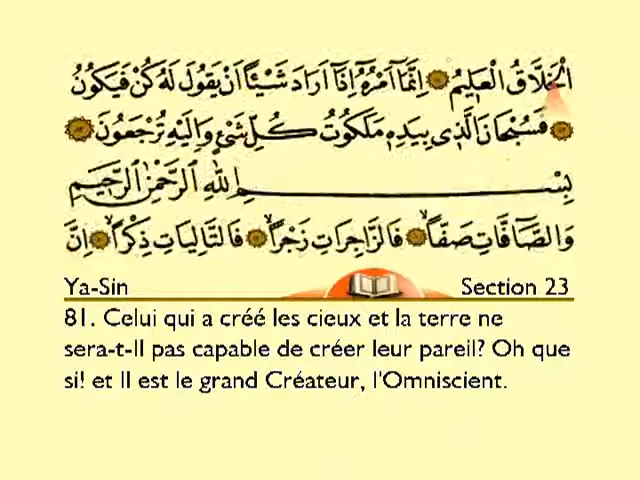 الْخَلَّاقُ الْعَلِيمُ إِنَّمَا أَمْرُهُ إِذَا أَرَادَ شَيْئًا أَنْ يَقُولَ لَهُ كُنْ فَيَكُونُ
فَسُبْحَانَ الَّذِي بِيَدِهِ مَلَكُوتُ كُلِّ شَيْءٍ وَإِلَيْهِ تُرْجَعُونَ
بِسْمِ اللَّهِ الرَّحْمَٰنِ الرَّحِيمِ
وَالصَّافَّاتِ صَفًّا فَالزَّاجِرَاتِ زَجْرًا فَالتَّالِيَاتِ ذِكْرًا إِنَّ
Ya-Sin Section 23
81. Celui qui a créé les cieux et la terre ne
sera-t-Il pas capable de créer leur pareil? Oh que
si! et Il est le grand Créateur, l'Omniscient.